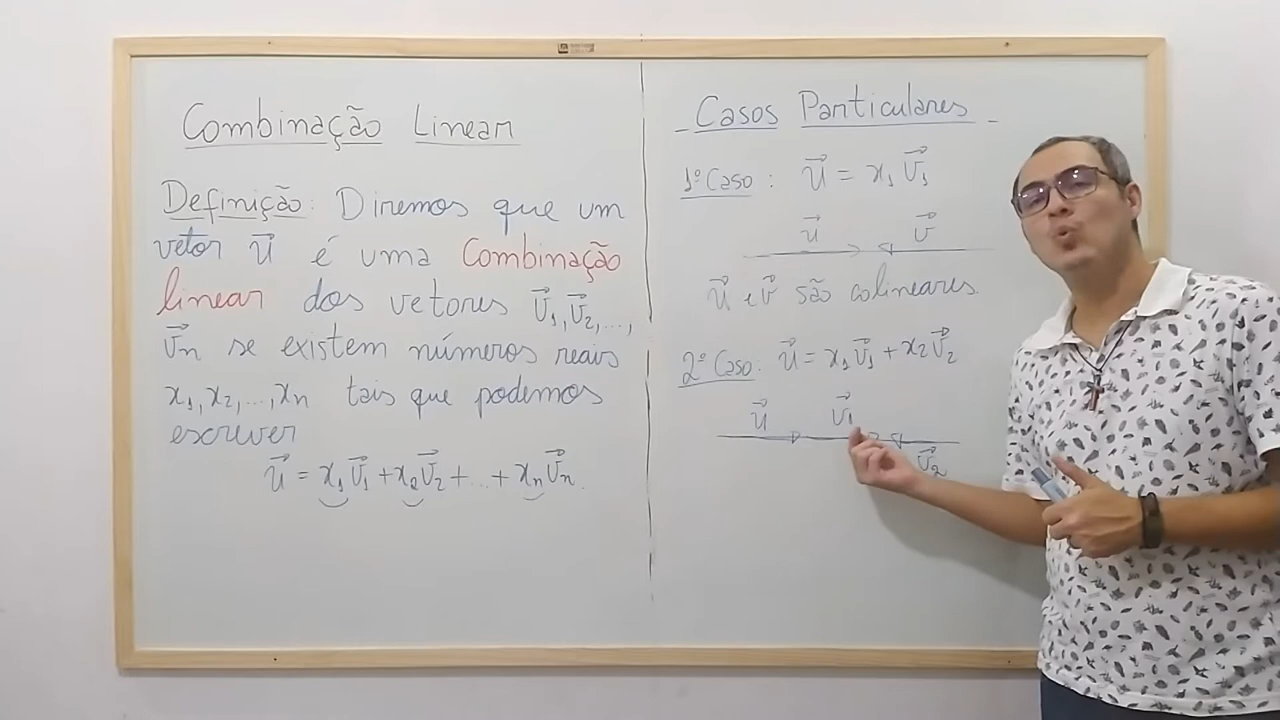 Combinação Linear
Definição: Diremos que um
vetor u⃗ é uma Combinação
linear dos vetores v⃗1, v⃗2, ...,
v⃗n se existem números reais
x1, x2, ..., xn tais que podemos
escrever
u⃗ = x1v⃗1 + x2v⃗2 + ... + xnv⃗n.
- Casos Particulares -
1º Caso: u⃗ = x1v⃗1
u⃗ v⃗
u⃗ e v⃗ são colineares.
2º Caso: u⃗ = x1v⃗1 + x2v⃗2
u⃗ v⃗1
v⃗2